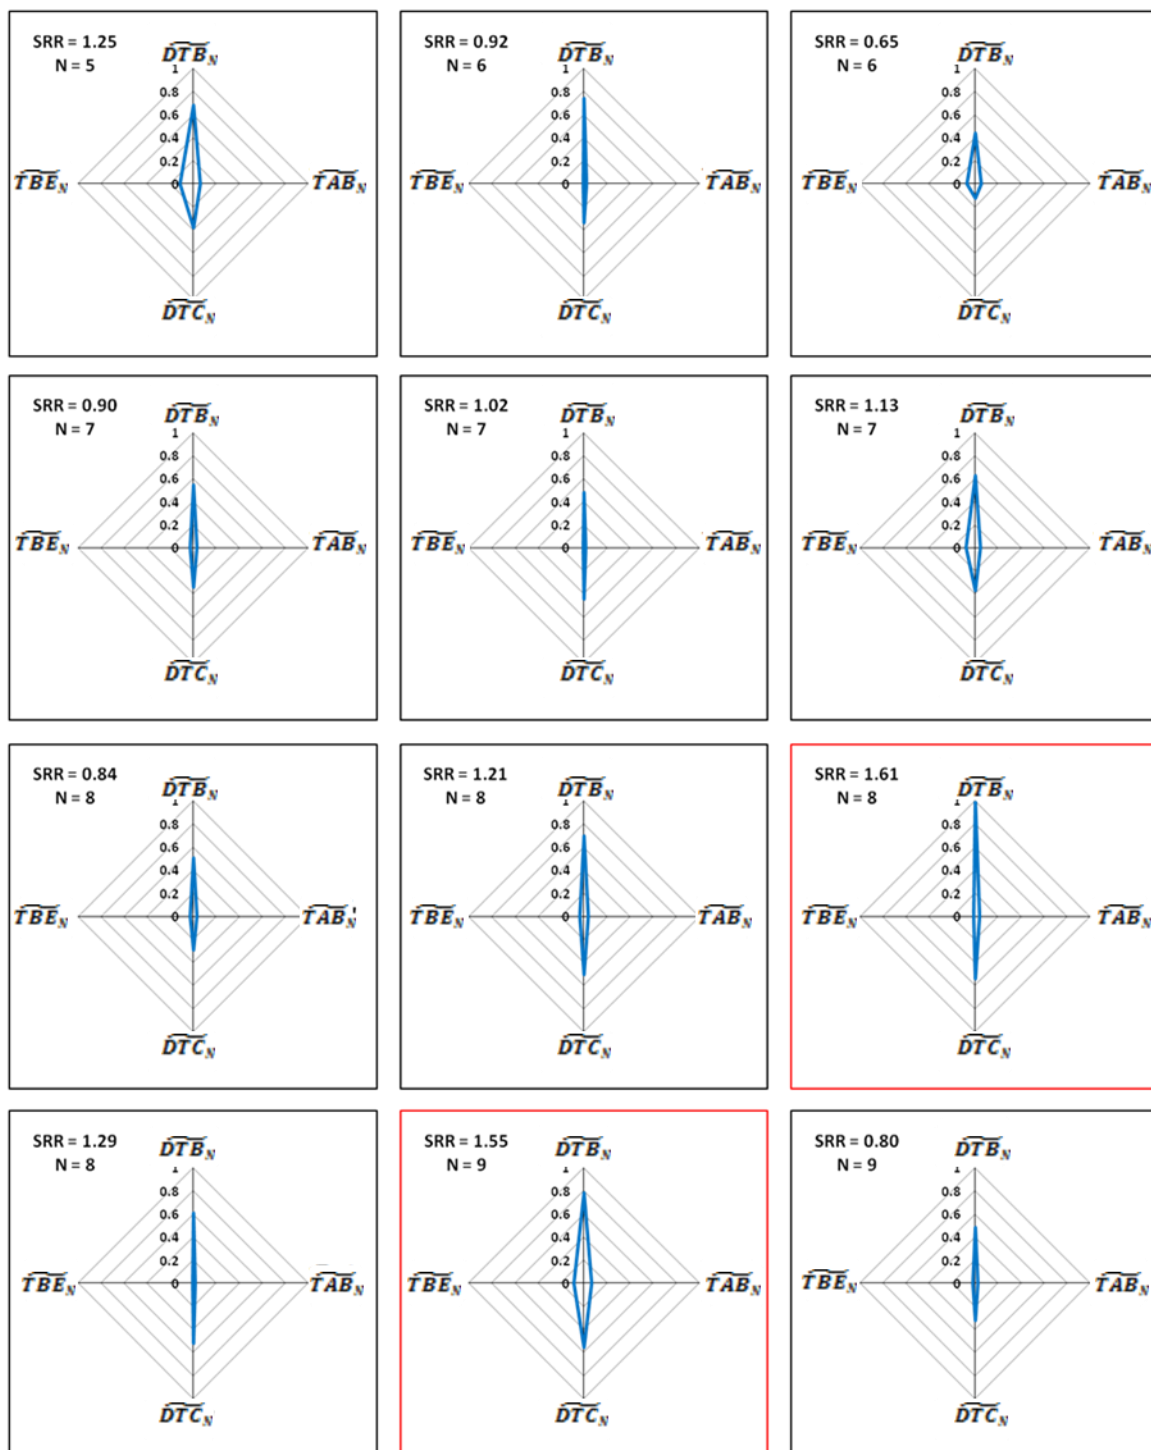 SRR = 1.25
N = 5
DTB_N
1
0.8
0.6
0.4
0.2
0
TBE_N
TAB_N
DTC_N
SRR = 0.92
N = 6
DTB_N
1
0.8
0.6
0.4
0.2
0
TBE_N
TAB_N
DTC_N
SRR = 0.65
N = 6
DTB_N
1
0.8
0.6
0.4
0.2
0
TBE_N
TAB_N
DTC_N
SRR = 0.90
N = 7
DTB_N
1
0.8
0.6
0.4
0.2
0
TBE_N
TAB_N
DTC_N
SRR = 1.02
N = 7
DTB_N
1
0.8
0.6
0.4
0.2
0
TBE_N
TAB_N
DTC_N
SRR = 1.13
N = 7
DTB_N
1
0.8
0.6
0.4
0.2
0
TBE_N
TAB_N
DTC_N
SRR = 0.84
N = 8
DTB_N
1
0.8
0.6
0.4
0.2
0
TBE_N
TAB_N
DTC_N
SRR = 1.21
N = 8
DTB_N
1
0.8
0.6
0.4
0.2
0
TBE_N
TAB_N
DTC_N
SRR = 1.61
N = 8
DTB_N
1
0.8
0.6
0.4
0.2
0
TBE_N
TAB_N
DTC_N
SRR = 1.29
N = 8
DTB_N
1
0.8
0.6
0.4
0.2
0
TBE_N
TAB_N
DTC_N
SRR = 1.55
N = 9
DTB_N
1
0.8
0.6
0.4
0.2
0
TBE_N
TAB_N
DTC_N
SRR = 0.80
N = 9
DTB_N
1
0.8
0.6
0.4
0.2
0
TBE_N
TAB_N
DTC_N